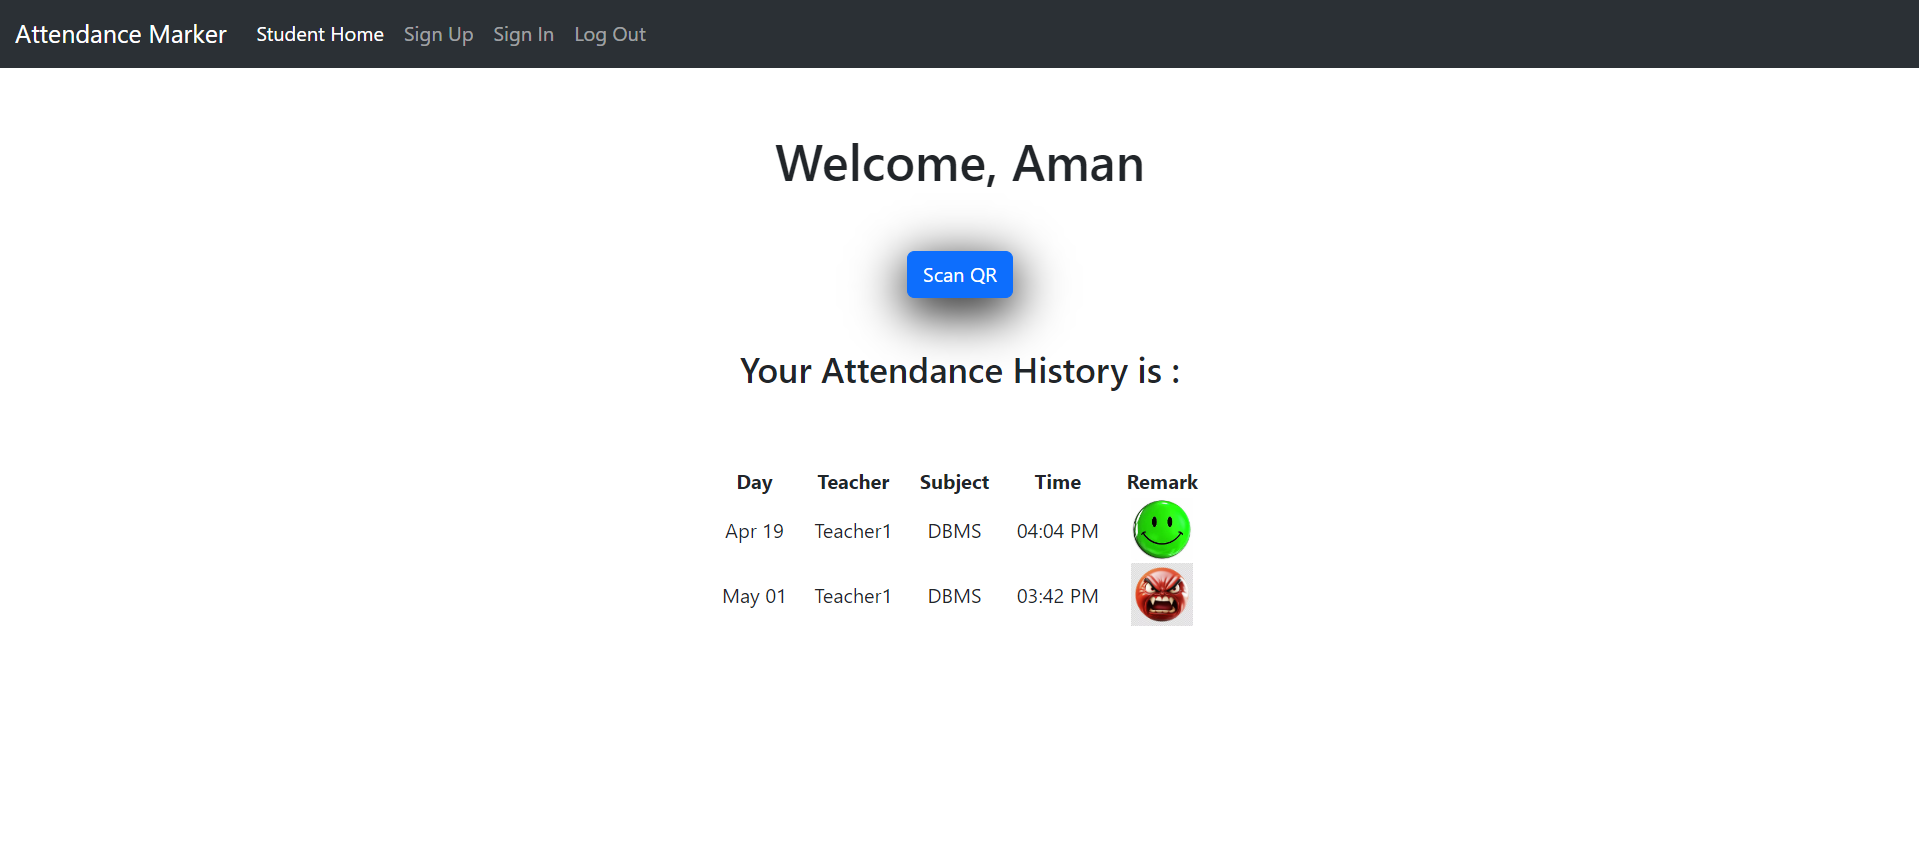 Attendance Marker Student Home Sign Up Sign In Log Out
Welcome, Aman
Scan QR
Your Attendance History is :
Day Teacher Subject Time Remark
Apr 19 Teacher1 DBMS 04:04 PM
May 01 Teacher1 DBMS 03:42 PM